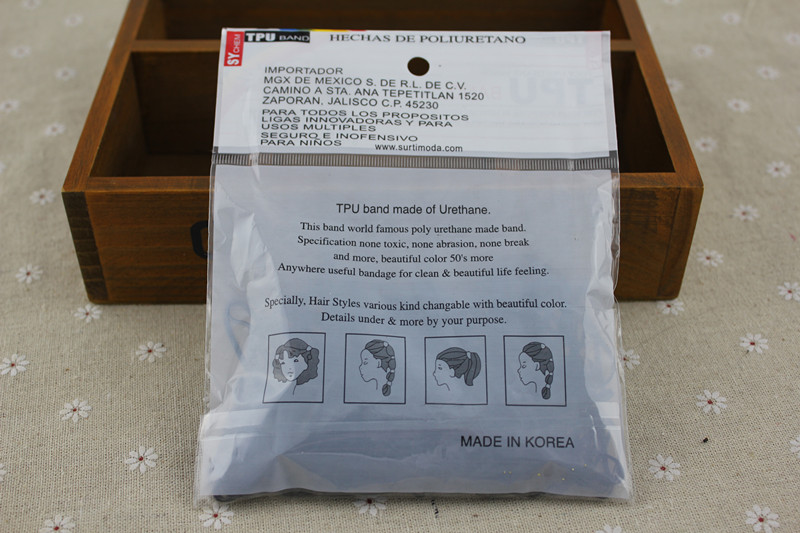 SY CHEM TPU BAND HECHAS DE POLIURETANO
IMPORTADOR
MGX DE MEXICO S. DE R.L. DE C.V.
CAMINO A STA. ANA TEPETITLAN 1520
ZAPORAN, JALISCO C.P. 45230
PARA TODOS LOS PROPOSITOS
LIGAS INNOVADORAS Y PARA
USOS MULTIPLES
SEGURO E INOFENSIVO
PARA NIÑOS
www.surtimoda.com
TPU band made of Urethane.
This band world famous poly urethane made band.
Specification none toxic, none abrasion, none break
and more, beautiful color 50's more
Anywhere useful bandage for clean & beautiful life feeling.
Specially, Hair Styles various kind changable with beautiful color.
Details under & more by your purpose.
MADE IN KOREA